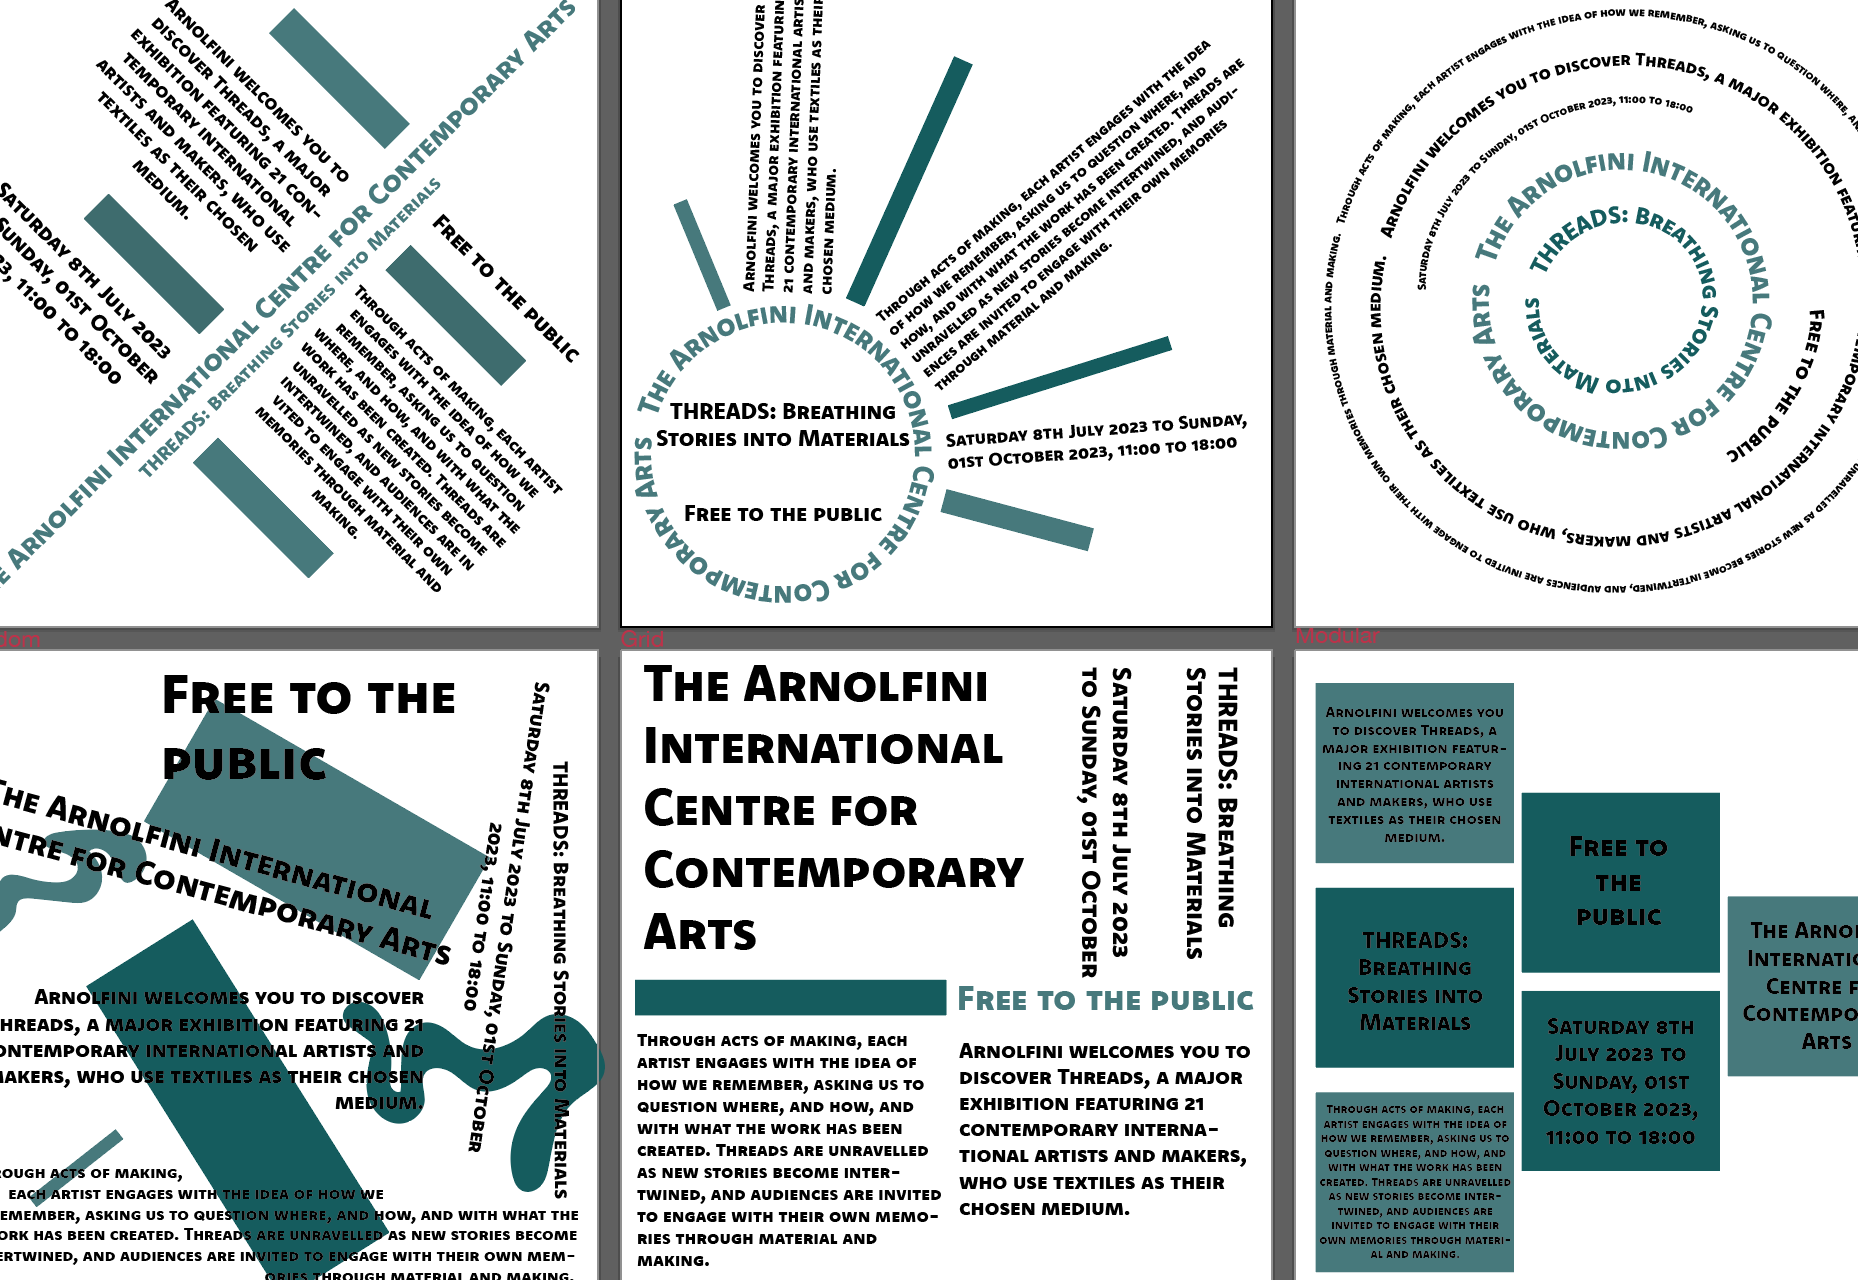 Arnolfini welcomes you to
discover Threads, a major
exhibition featuring 21 con-
temporary international
artists and makers, who use
textiles as their chosen
medium.
Saturday 8th July 2023
Sunday, 01st October
11:00 to 18:00
Arnolfini International Centre for Contemporary Arts
THREADS: Breathing Stories into Materials
Free to the public
Through acts of making, each artist
engages with the idea of how we
remember, asking us to question
where, and how, and with what the
work has been created. Threads are
unravelled as new stories become
intertwined, and audiences are in
vited to engage with their own
memories through material and
making.
Arnolfini welcomes you to discover
Threads, a major exhibition featuring
21 contemporary international artis
and makers, who use textiles as their
chosen medium.
Through acts of making, each artist engages with the idea
of how we remember, asking us to question where, and
how, and with what the work has been created. Threads are
unravelled as new stories become intertwined, and audi-
ences are invited to engage with their own memories
through material and making.
The Arnolfini International Centre for Contemporary Arts
THREADS: Breathing
Stories into Materials
Free to the public
Saturday 8th July 2023 to Sunday,
01st October 2023, 11:00 to 18:00
Through acts of making, each artist engages with the idea of how we remember, asking us to question where,
unravelled as new stories become intertwined, and audiences are invited to engage with their own memories through material and making.
Arnolfini welcomes you to discover Threads, a major exhibition
international artists and makers, who use textiles as their chosen medium.
Saturday 8th July 2023 to Sunday, 01st October 2023, 11:00 to 18:00
The Arnolfini International Centre for Contemporary Arts
THREADS: Breathing Stories into Materials
Free to the public
Grid
Modular
Free to the
public
The Arnolfini International
for Contemporary Arts
Saturday 8th July 2023 to Sunday, 01st October
2023, 11:00 to 18:00
THREADS: Breathing Stories into Materials
Arnolfini welcomes you to discover
hreads, a major exhibition featuring 21
ontemporary international artists and
makers, who use textiles as their chosen
medium.
rough acts of making,
each artist engages with the idea of how we
emember, asking us to question where, and how, and with what the
ork has been created. Threads are unravelled as new stories become
ertwined, and audiences are invited to engage with their own mem-
ories through material and making.
The Arnolfini
International
Centre for
Contemporary
Arts
Saturday 8th July 2023
to Sunday, 01st October
THREADS: Breathing
Stories into Materials
Free to the public
Through acts of making, each
artist engages with the idea of
how we remember, asking us to
question where, and how, and
with what the work has been
created. Threads are unravelled
as new stories become inter-
twined, and audiences are invited
to engage with their own memo-
ries through material and
making.
Arnolfini welcomes you to
discover Threads, a major
exhibition featuring 21
contemporary interna-
tional artists and makers,
who use textiles as their
chosen medium.
Arnolfini welcomes you
to discover Threads, a
major exhibition featur-
ing 21 contemporary
international artists
and makers, who use
textiles as their chosen
medium.
Free to
the
public
THREADS:
Breathing
Stories into
Materials
Saturday 8th
July 2023 to
Sunday, 01st
October 2023,
11:00 to 18:00
The Arno
Internatio
Centre f
Contempo
Arts
Through acts of making, each
artist engages with the idea of
how we remember, asking us to
question where, and how, and
with what the work has been
created. Threads are unravelled
as new stories become inter-
twined, and audiences are
invited to engage with their
own memories through materi-
al and making.